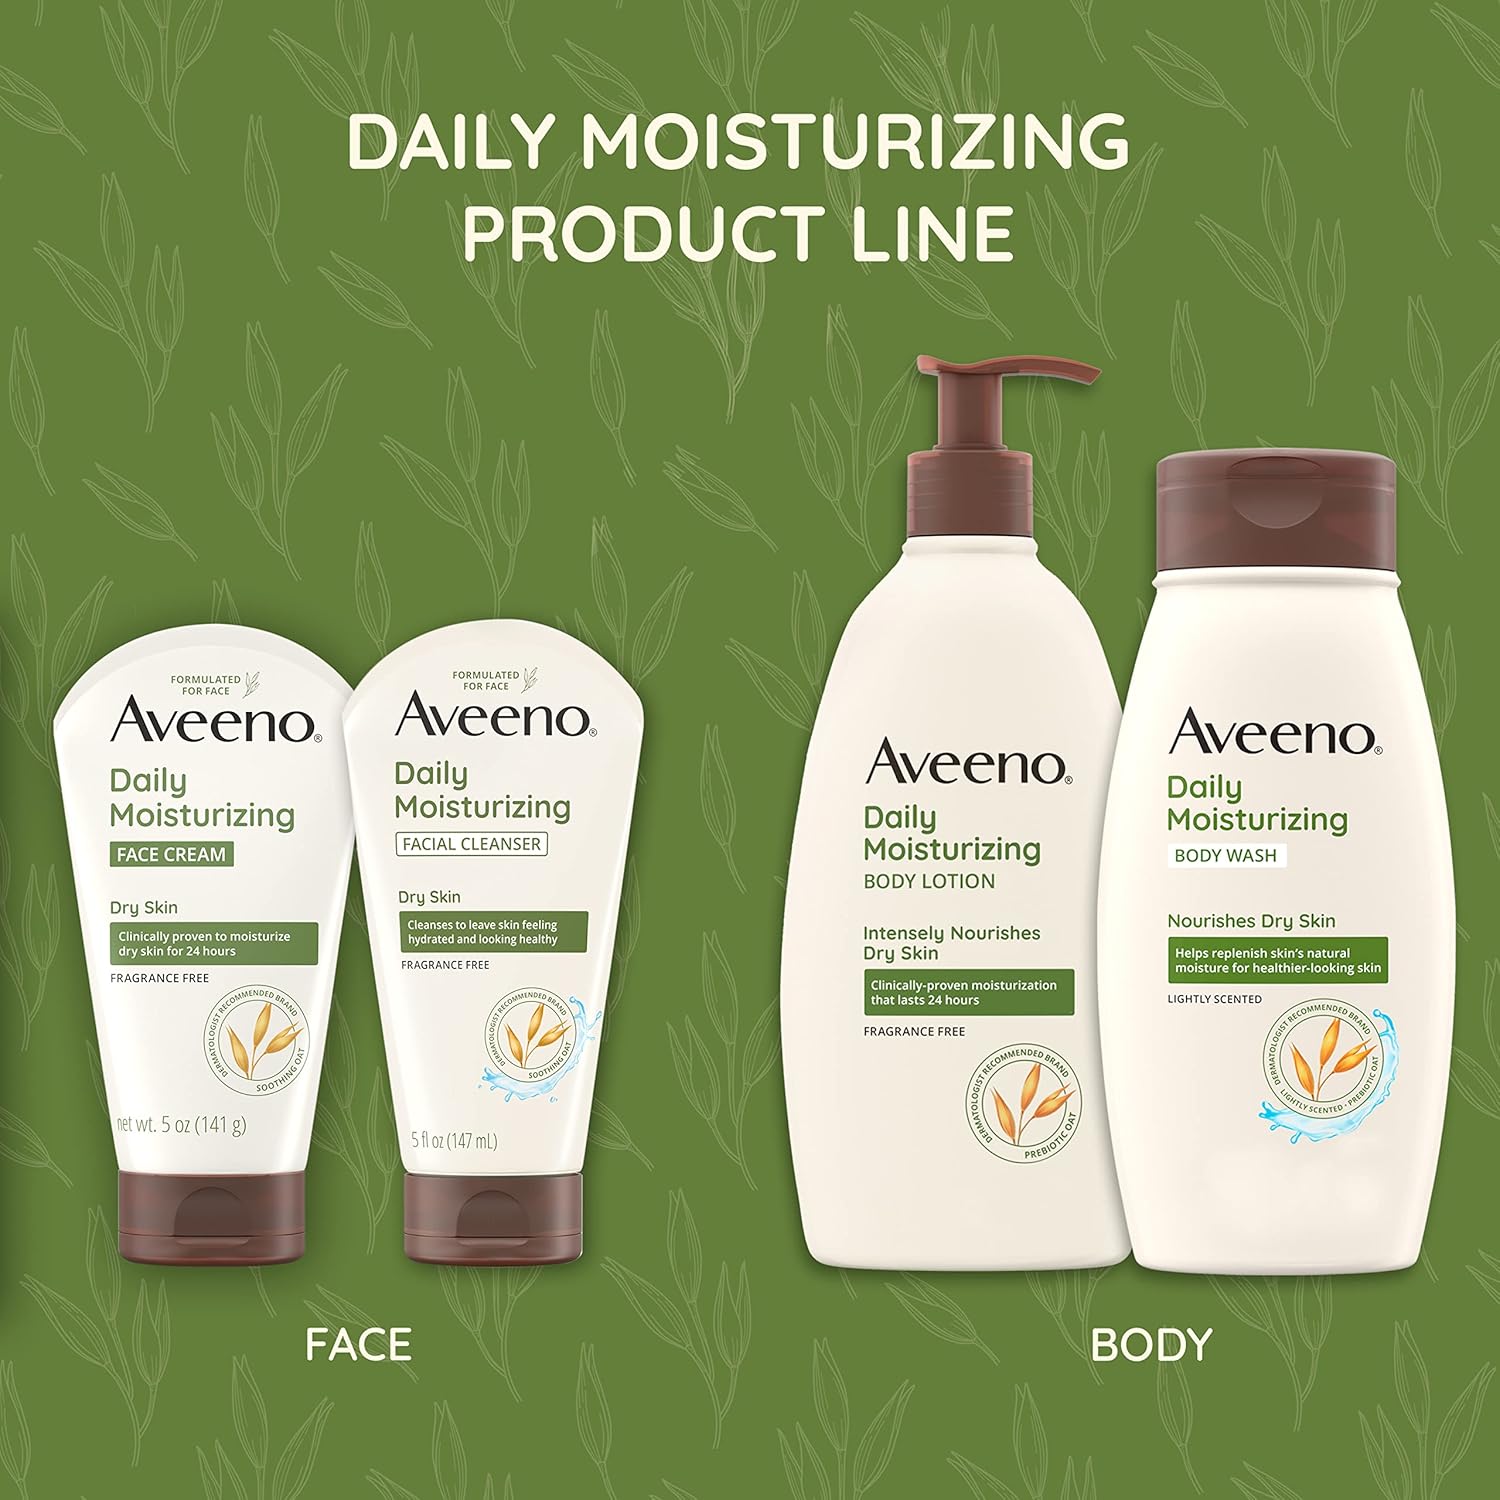 DAILY MOISTURIZING
PRODUCT LINE
FORMULATED
FOR FACE
Aveeno®
Daily
Moisturizing
FACE CREAM
Dry Skin
Clinically proven to moisturize
dry skin for 24 hours
FRAGRANCE FREE
DERMATOLOGIST RECOMMENDED BRAND
SOOTHING OAT
net wt. 5 oz (141 g)
FORMULATED
FOR FACE
Aveeno®
Daily
Moisturizing
FACIAL CLEANSER
Dry Skin
Cleanses to leave skin feeling
hydrated and looking healthy
FRAGRANCE FREE
DERMATOLOGIST RECOMMENDED BRAND
SOOTHING OAT
5 fl oz (147 mL)
Aveeno®
Daily
Moisturizing
BODY LOTION
Intensely Nourishes
Dry Skin
Clinically-proven moisturization
that lasts 24 hours
FRAGRANCE FREE
DERMATOLOGIST RECOMMENDED BRAND
PREBIOTIC OAT
Aveeno®
Daily
Moisturizing
BODY WASH
Nourishes Dry Skin
Helps replenish skin's natural
moisture for healthier-looking skin
LIGHTLY SCENTED
DERMATOLOGIST RECOMMENDED BRAND
LIGHTLY SCENTED • PREBIOTIC OAT
FACE
BODY